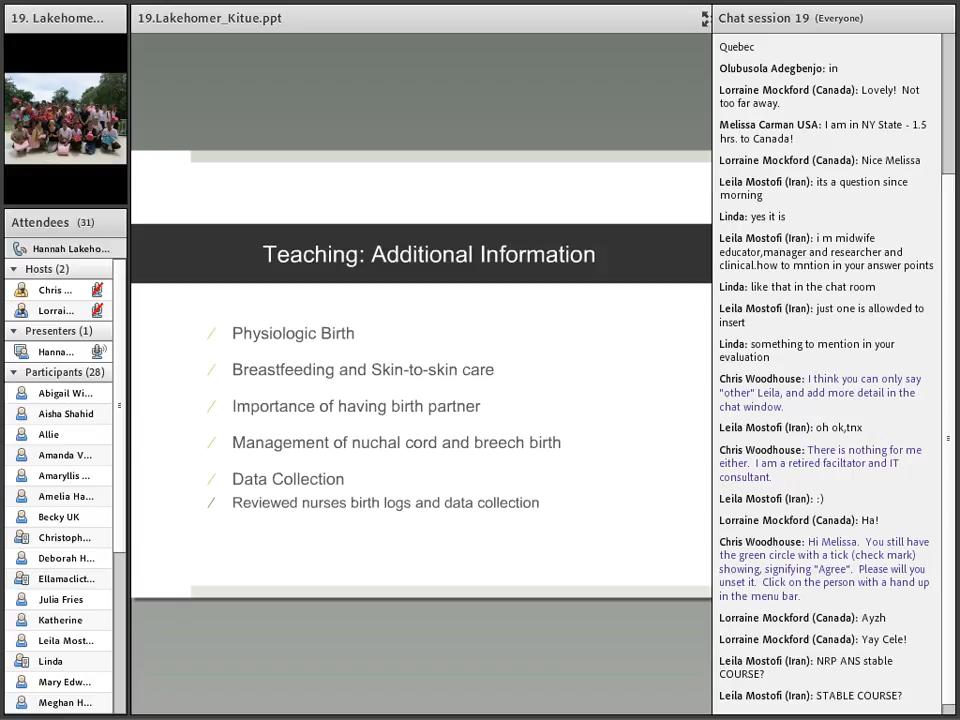 19. Lakehome...
19.Lakehomer_Kitue.ppt
Chat session 19 (Everyone)
Attendees (31)
Hannah Lakeho...
Hosts (2)
Chris ...
Lorrai...
Presenters (1)
Hanna...
Participants (28)
Abigail Wi...
Aisha Shahid
Allie
Amanda V...
Amaryllis ...
Amelia Ha...
Becky UK
Christoph...
Deborah H...
Ellamaclict...
Julia Fries
Katherine
Leila Most...
Linda
Mary Edw...
Meghan H...
Teaching: Additional Information
Physiologic Birth
Breastfeeding and Skin-to-skin care
Importance of having birth partner
Management of nuchal cord and breech birth
Data Collection
Reviewed nurses birth logs and data collection
Quebec
Olubusola Adegbenjo: in
Lorraine Mockford (Canada): Lovely! Not
too far away.
Melissa Carman USA: I am in NY State - 1.5
hrs. to Canada!
Lorraine Mockford (Canada): Nice Melissa
Leila Mostofi (Iran): its a question since
morning
Linda: yes it is
Leila Mostofi (Iran): i m midwife
educator,manager and researcher and
clinical.how to mntion in your answer points
Linda: like that in the chat room
Leila Mostofi (Iran): just one is allowded to
insert
Linda: something to mention in your
evaluation
Chris Woodhouse: I think you can only say
"other" Leila, and add more detail in the
chat window.
Leila Mostofi (Iran): oh ok,tnx
Chris Woodhouse: There is nothing for me
either. I am a retired faciltator and IT
consultant.
Leila Mostofi (Iran): :)
Lorraine Mockford (Canada): Ha!
Chris Woodhouse: Hi Melissa. You still have
the green circle with a tick (check mark)
showing, signifying "Agree". Please will you
unset it. Click on the person with a hand up
in the menu bar.
Lorraine Mockford (Canada): Ayzh
Lorraine Mockford (Canada): Yay Cele!
Leila Mostofi (Iran): NRP ANS stable
COURSE?
Leila Mostofi (Iran): STABLE COURSE?